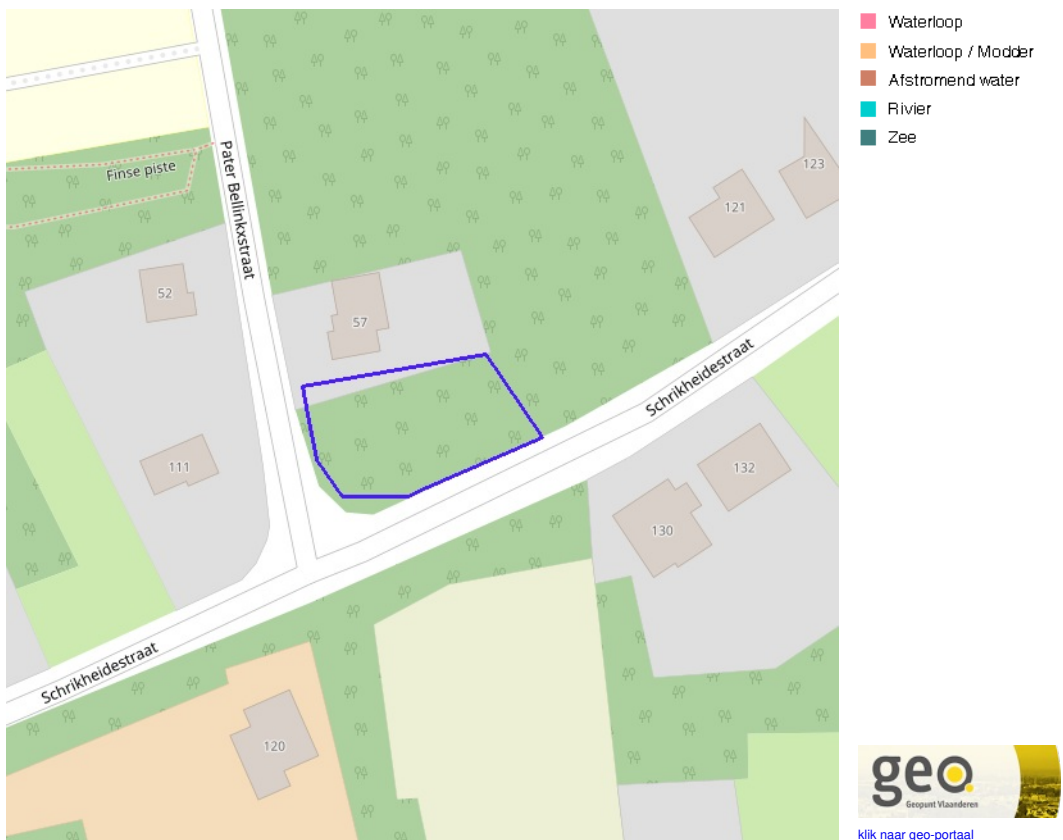 Waterloop
Waterloop / Modder
Afstromend water
Rivier
Zee
Finse piste
Pater Bellinkxstraat
123
121
52
57
Schrikheidestraat
111
132
130
Schrikheidestraat
120
geo.
Geopunt Vlaanderen
klik naar geo-portaal